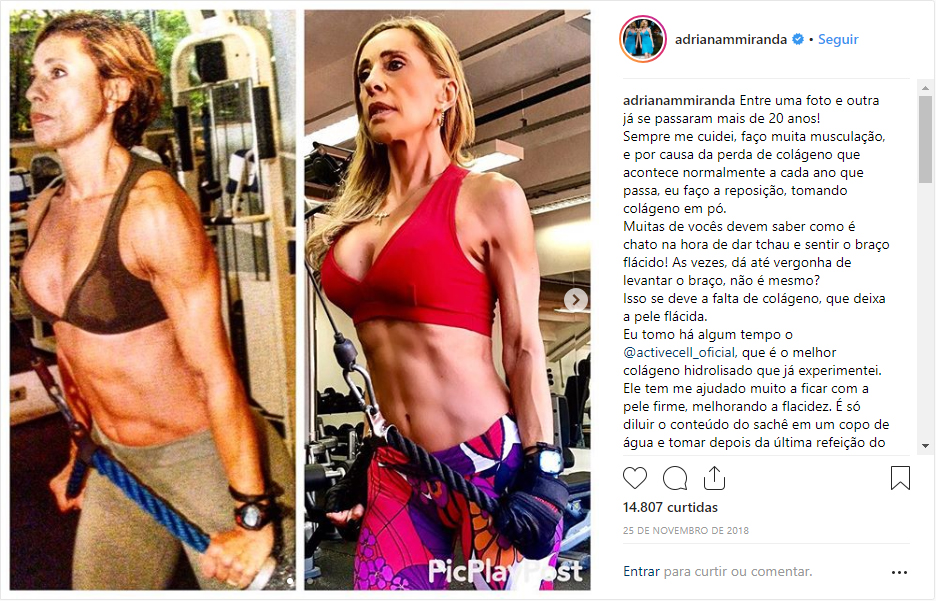 adrianammiranda • Seguir
adrianammiranda Entre uma foto e outra
já se passaram mais de 20 anos!
Sempre me cuidei, faço muita musculação,
e por causa da perda de colágeno que
acontece normalmente a cada ano que
passa, eu faço a reposição, tomando
colágeno em pó.
Muitas de vocês devem saber como é
chato na hora de dar tchau e sentir o braço
flácido! As vezes, dá até vergonha de
levantar o braço, não é mesmo?
Isso se deve a falta de colágeno, que deixa
a pele flácida.
Eu tomo há algum tempo o
@activecell_oficial, que é o melhor
colágeno hidrolisado que já experimentei.
Ele tem me ajudado muito a ficar com a
pele firme, melhorando a flacidez. É só
diluir o conteúdo do sachê em um copo de
água e tomar depois da última refeição do
14.807 curtidas
25 DE NOVEMBRO DE 2018
Entrar para curtir ou comentar.
PicPlayPost